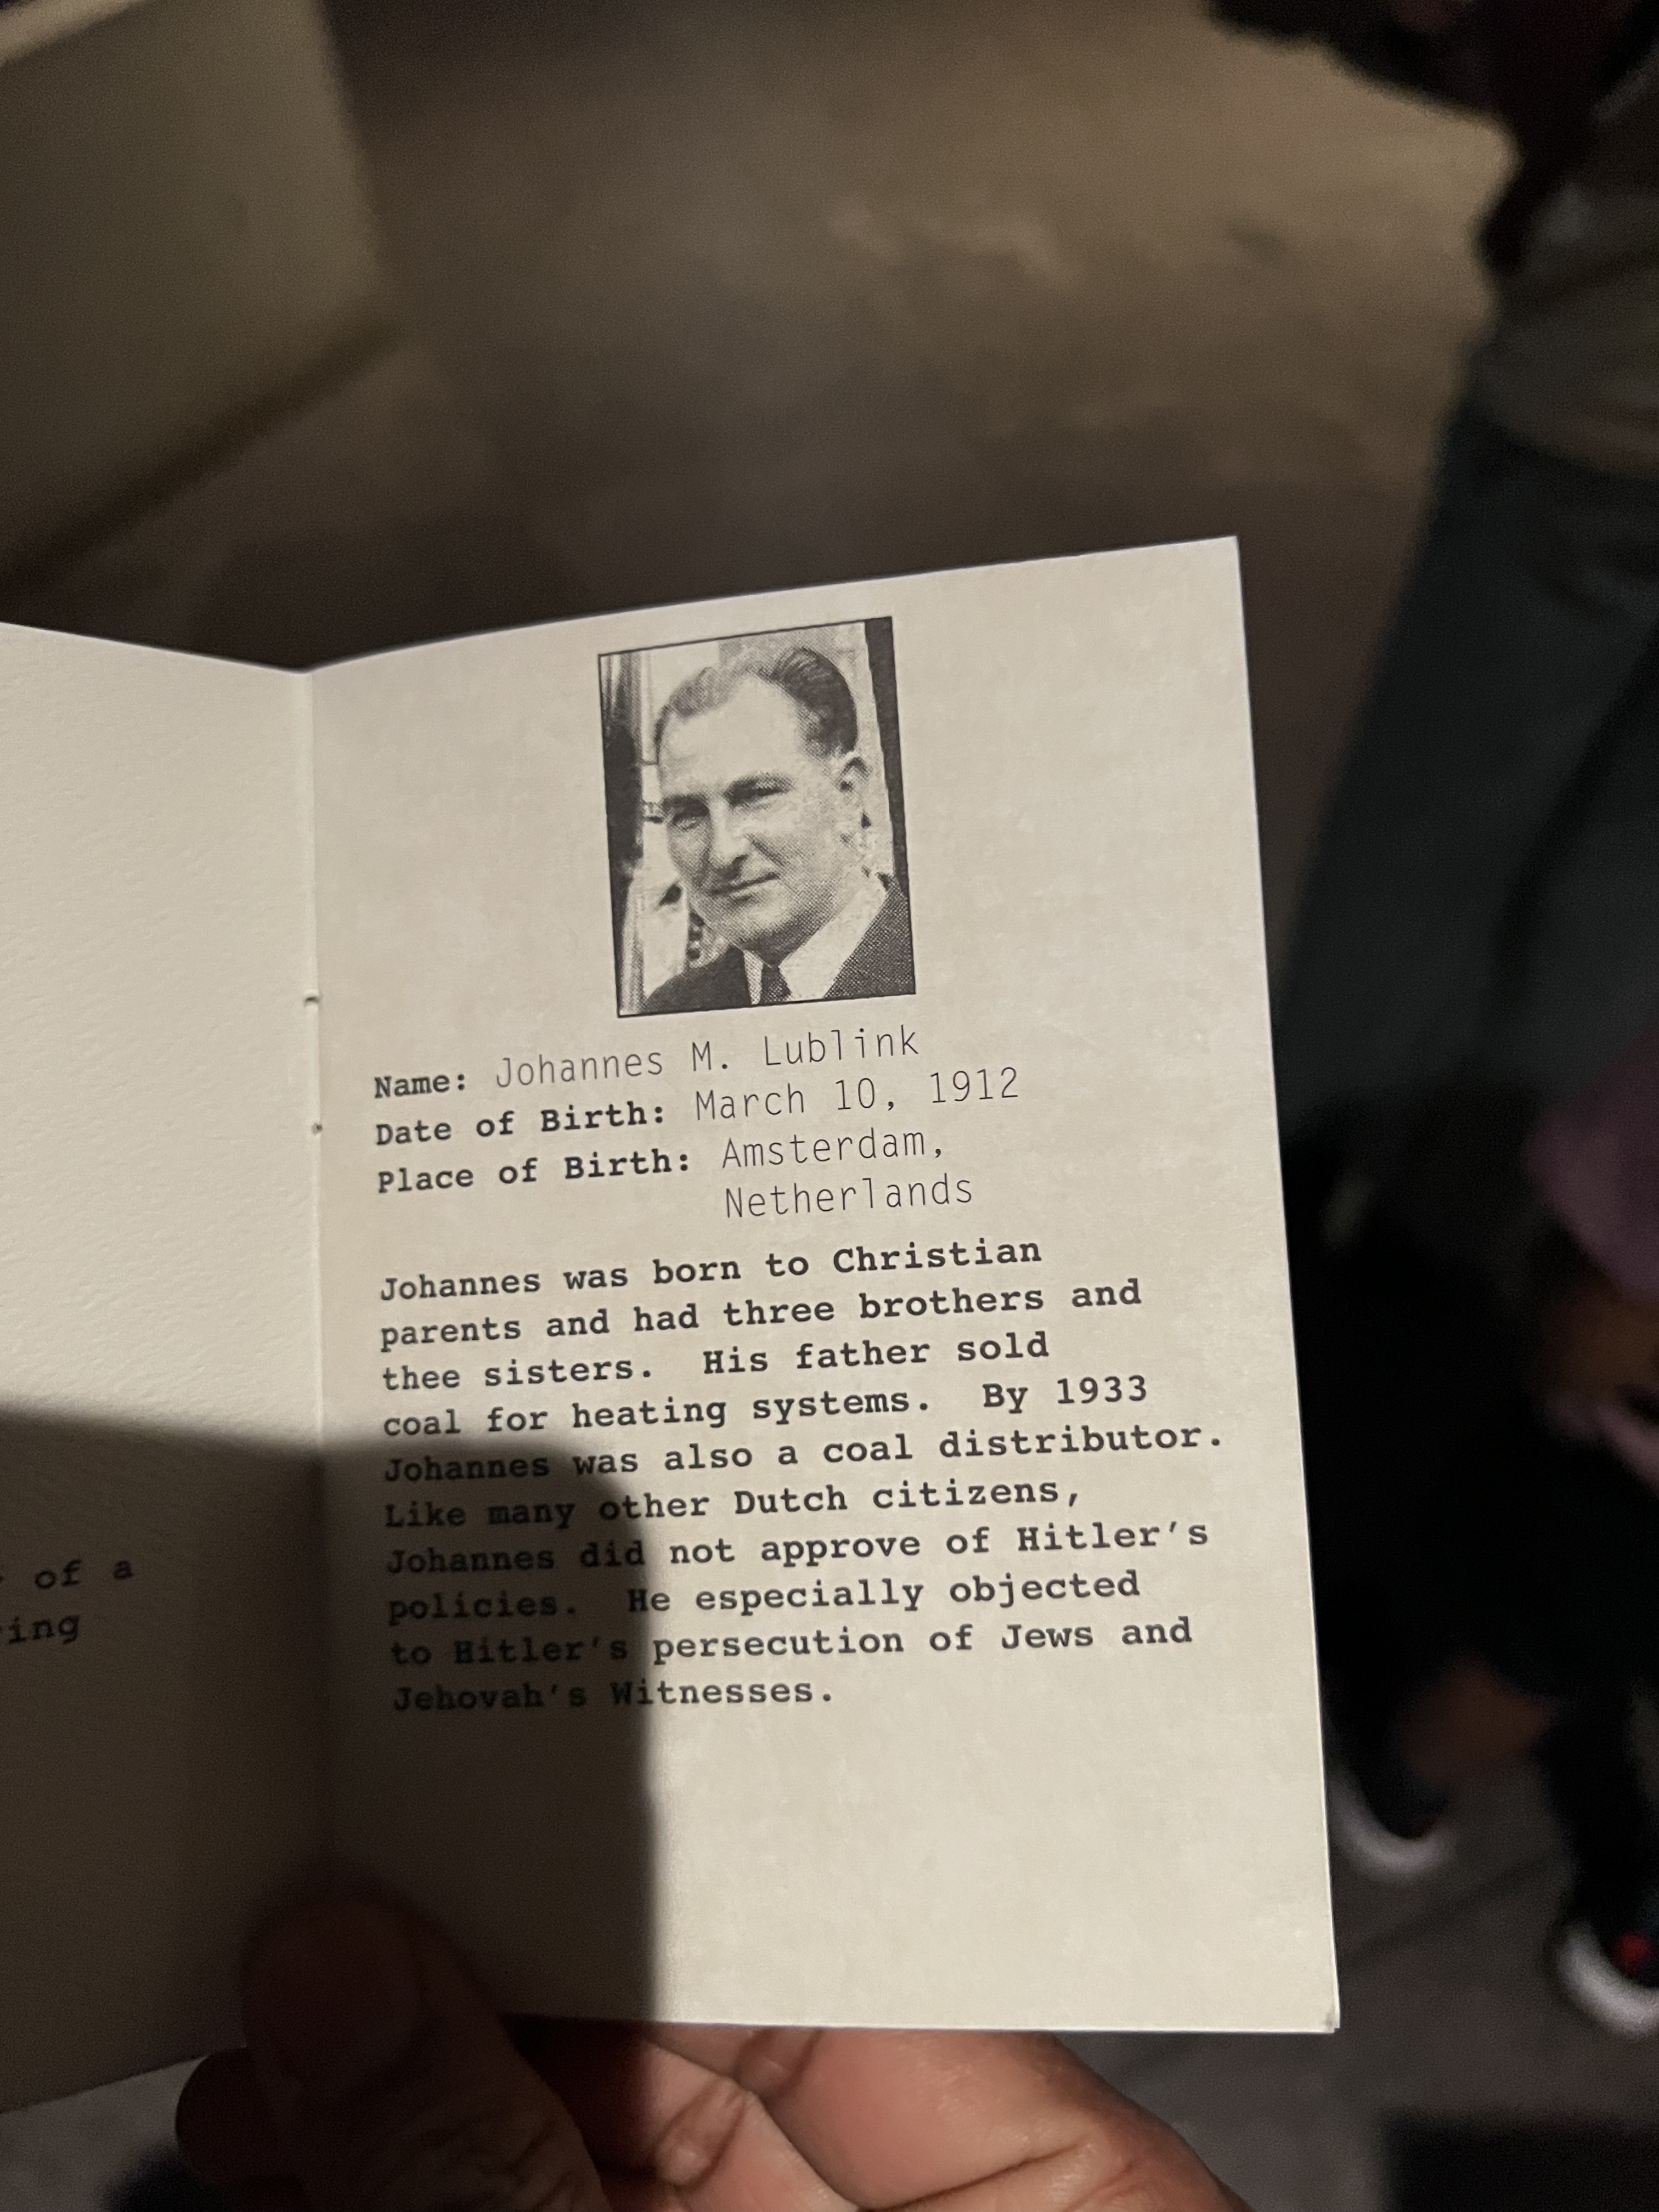 of a
ing
Name: Johannes M. Lublink
Date of Birth: March 10, 1912
Place of Birth: Amsterdam,
Netherlands
Johannes was born to Christian
parents and had three brothers and
thee sisters. His father sold
coal for heating systems. By 1933
Johannes was also a coal distributor.
Like many other Dutch citizens,
Johannes did not approve of Hitler's
policies. He especially objected
to Hitler's persecution of Jews and
Jehovah's Witnesses.